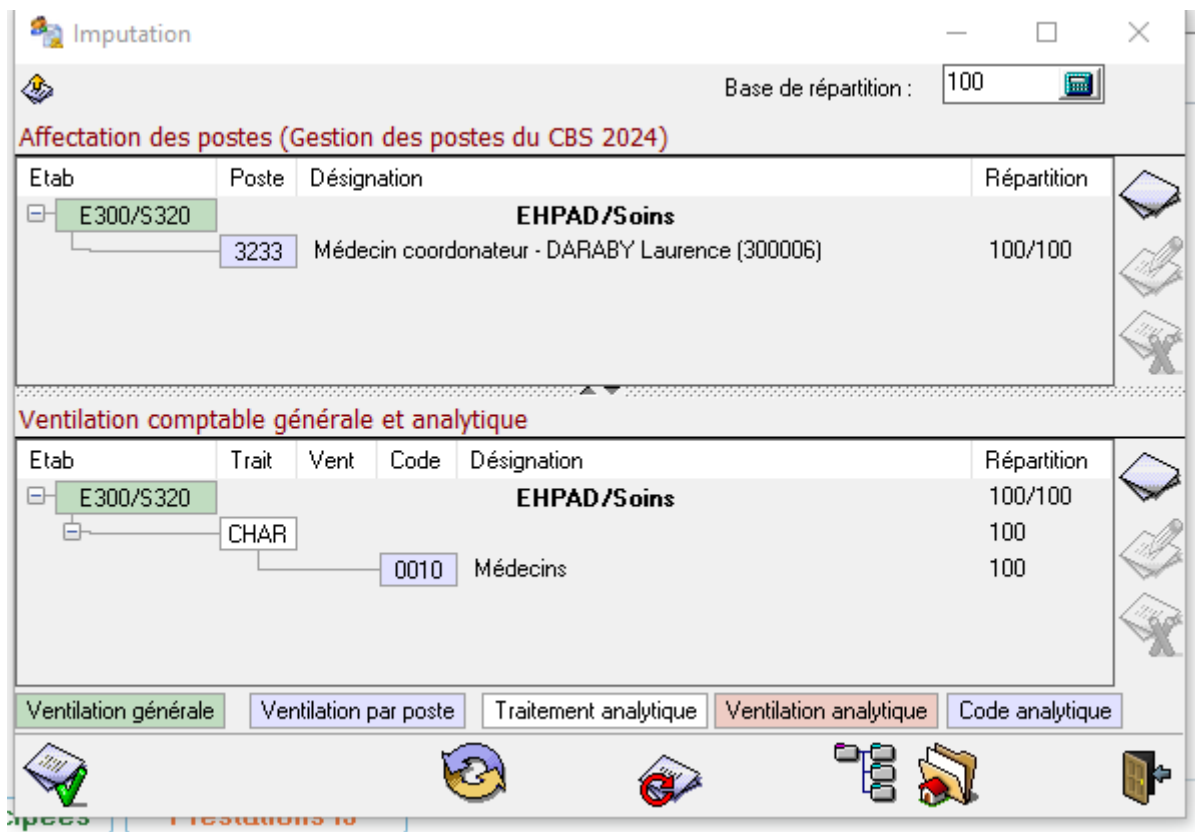 Imputation
Base de répartition : 100
Affectation des postes (Gestion des postes du CBS 2024)
Etab Poste Désignation Répartition
E300/S320 EHPAD/Soins
3233 Médecin coordonateur - DARABY Laurence (300006) 100/100
Ventilation comptable générale et analytique
Etab Trait Vent Code Désignation Répartition
E300/S320 EHPAD/Soins 100/100
CHAR 100
0010 Médecins 100
Ventilation générale Ventilation par poste Traitement analytique Ventilation analytique Code analytique